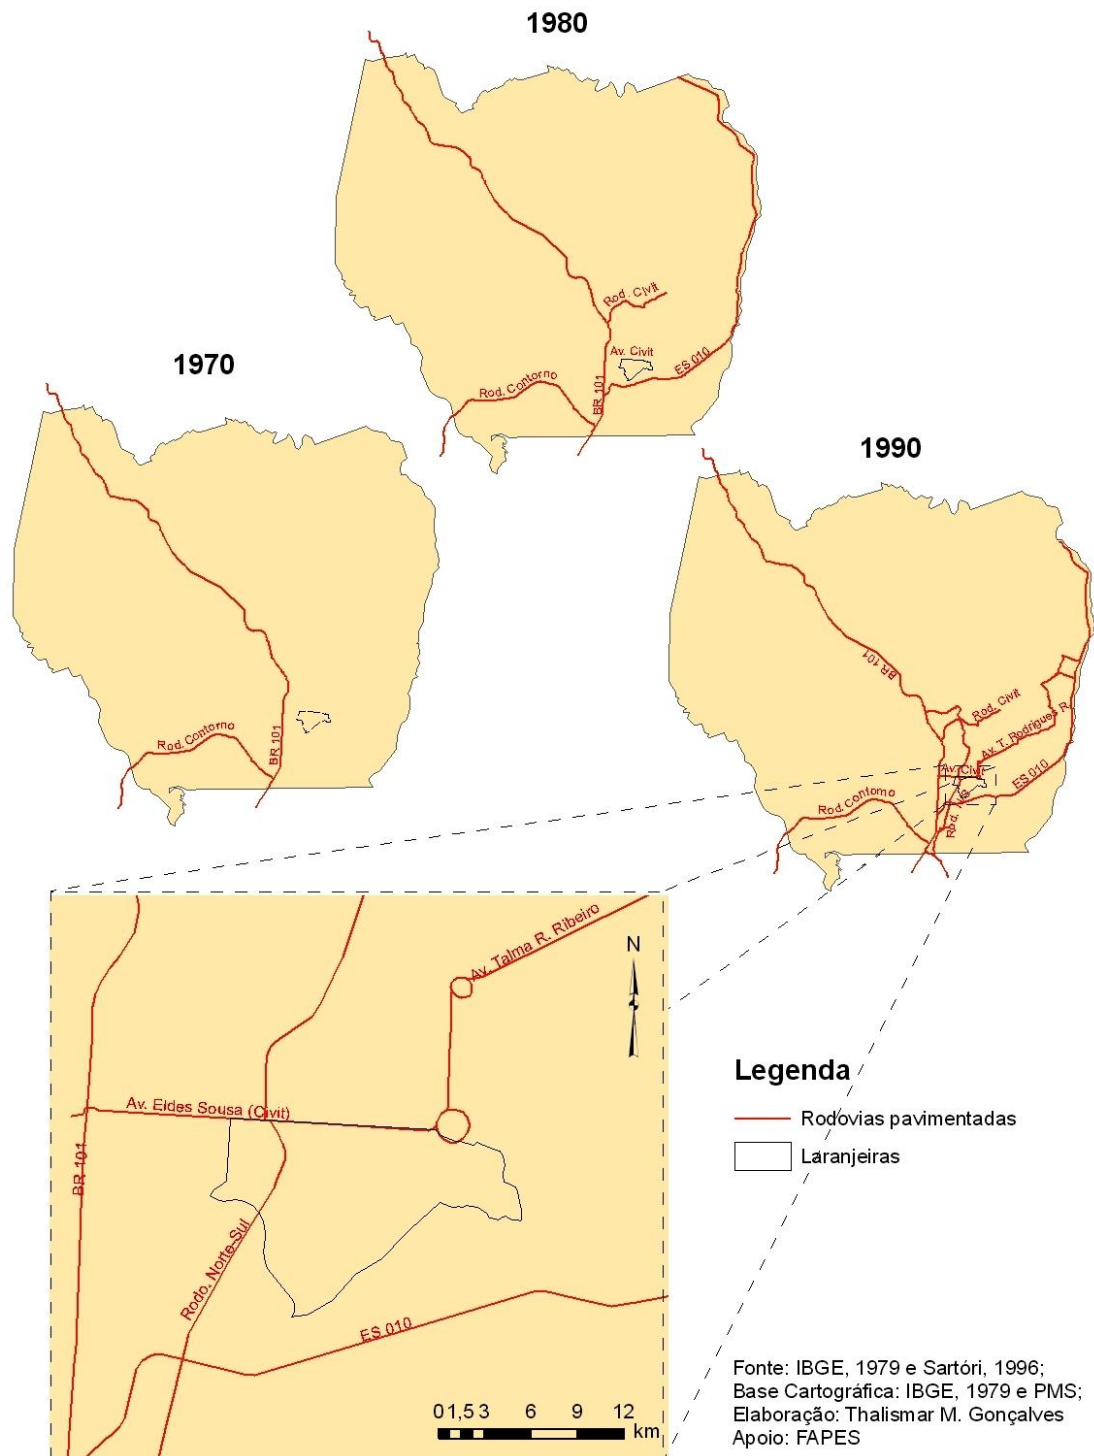 1980
Rod. Civit
Av. Civit
ES 010
Rod. Contorno
BR 101
1970
Rod. Contorno
BR 101
1990
BR 101
Rod. Civit
Av. T. Rodrigues R.
Av. Civit
ES 010
Rod. Contorno
Rod.
Av. Talma R. Ribeiro
N
Av. Eldes Sousa (Civit)
BR 101
Rodo. Norte-Sul
ES 010
0 1,5 3 6 9 12
km
Legenda
Rodovias pavimentadas
Laranjeiras
Fonte: IBGE, 1979 e Sartóri, 1996;
Base Cartográfica: IBGE, 1979 e PMS;
Elaboração: Thalismar M. Gonçalves
Apoio: FAPES